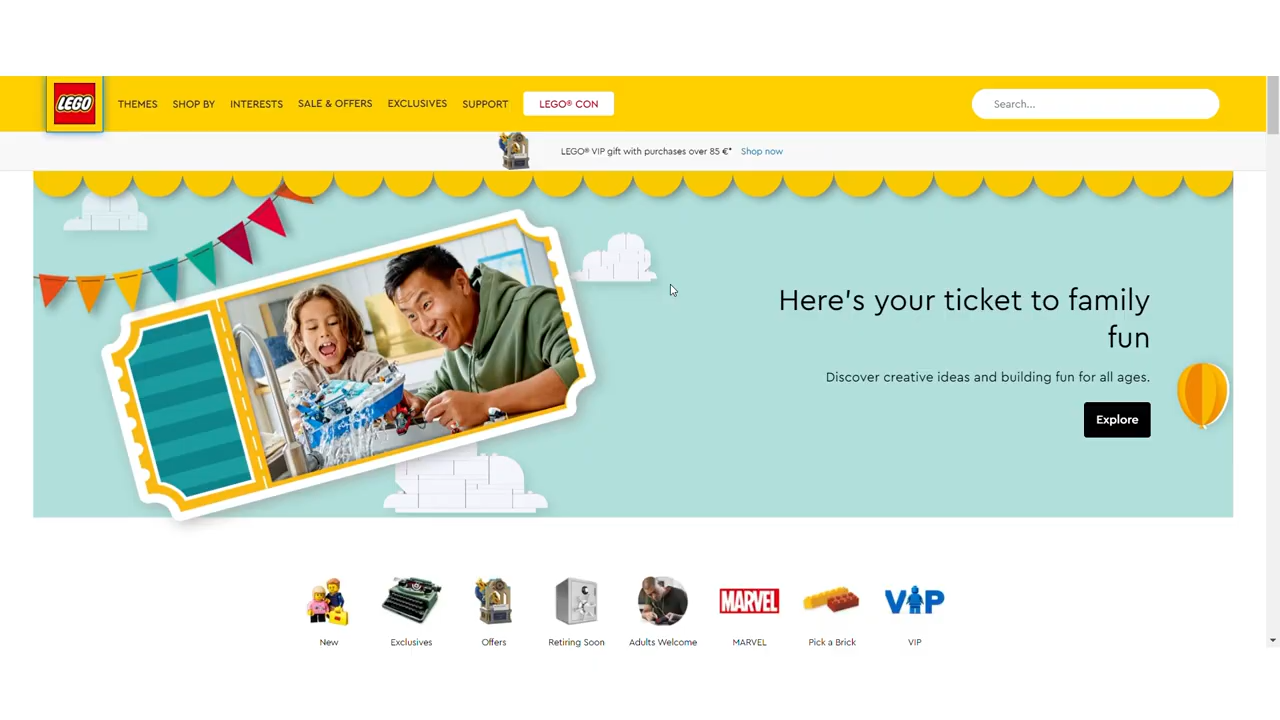 LEGO
THEMES
SHOP BY
INTERESTS
SALE & OFFERS
EXCLUSIVES
SUPPORT
LEGO® CON
Search...
LEGO® VIP gift with purchases over 85 €* Shop now
Here's your ticket to family
fun
Discover creative ideas and building fun for all ages.
Explore
MARVEL
VIP
New
Exclusives
Offers
Retiring Soon
Adults Welcome
MARVEL
Pick a Brick
VIP